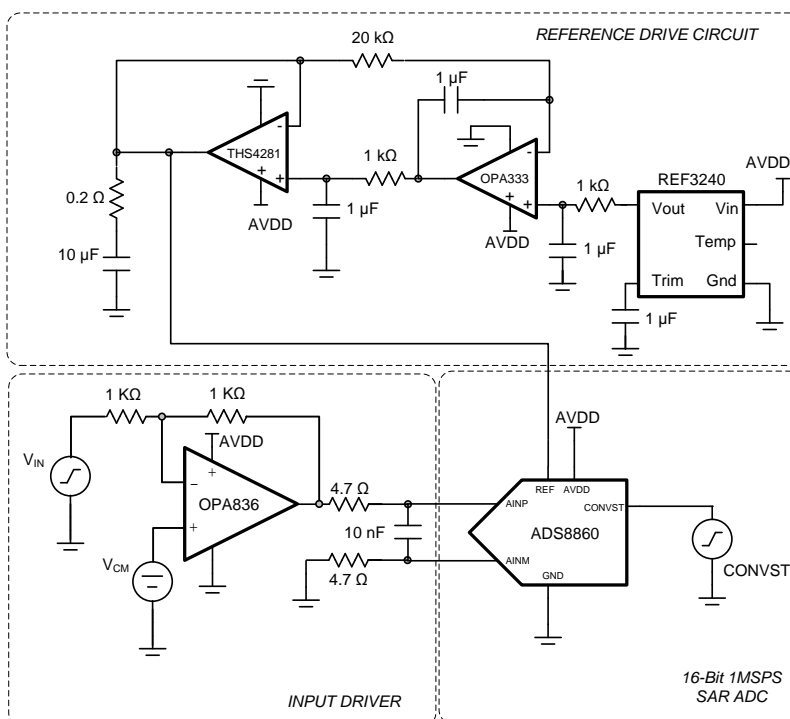 REFERENCE DRIVE CIRCUIT
20 kΩ
1 µF
THS4281
-
+
+
AVDD
1 kΩ
1 µF
OPA333
-
+
+
AVDD
1 kΩ
1 µF
REF3240
AVDD
Vout
Vin
Temp
Trim
Gnd
1 µF
0.2 Ω
10 µF
1 KΩ
1 KΩ
AVDD
VIN
OPA836
+
−
+
VCM
4.7 Ω
10 nF
4.7 Ω
INPUT DRIVER
AVDD
REF
AVDD
AINP
CONVST
ADS8860
AINM
GND
CONVST
16-Bit 1MSPS
SAR ADC